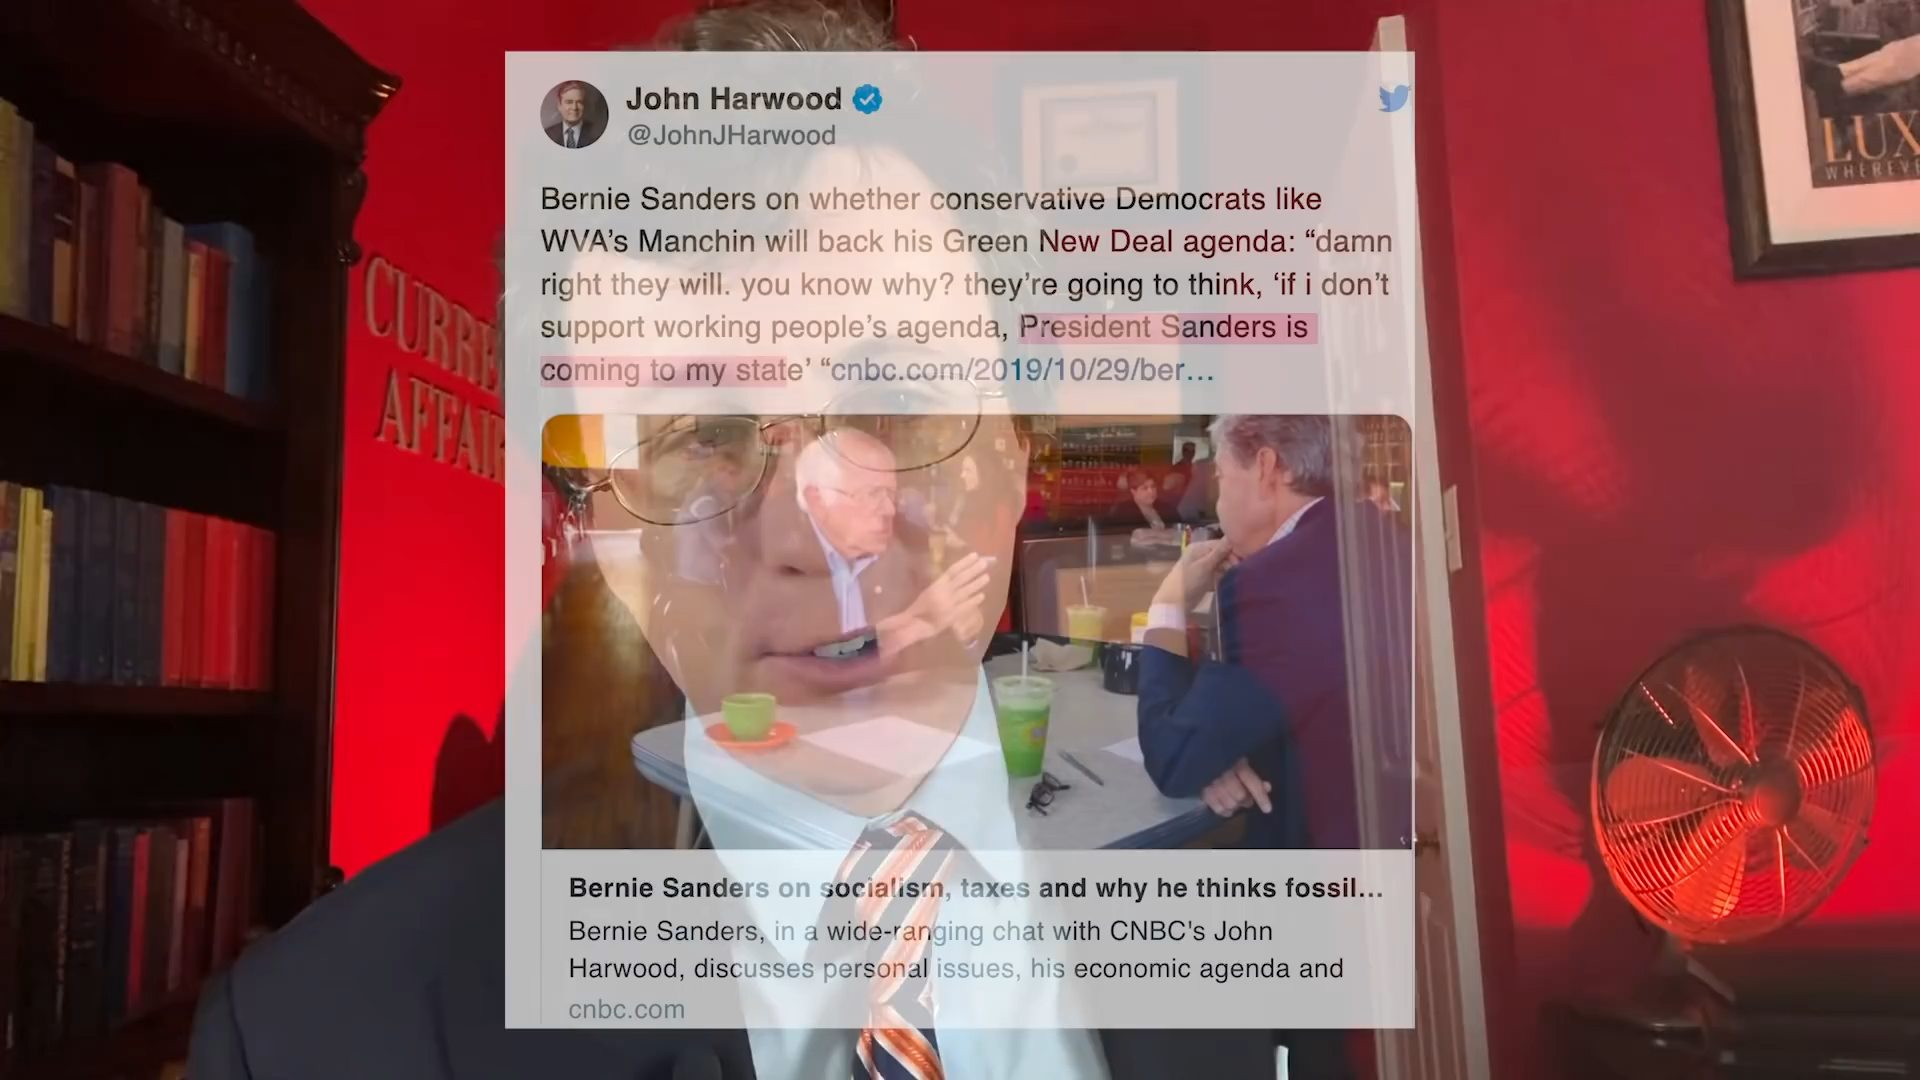 John Harwood
@JohnJHarwood
Bernie Sanders on whether conservative Democrats like
WVA’s Manchin will back his Green New Deal agenda: “damn
right they will. you know why? they’re going to think, ‘if i don’t
support working people’s agenda, President Sanders is
coming to my state’ “cnbc.com/2019/10/29/ber…
Bernie Sanders on socialism, taxes and why he thinks fossil…
Bernie Sanders, in a wide-ranging chat with CNBC's John
Harwood, discusses personal issues, his economic agenda and
cnbc.com
CURRE
AFFAIR
LUX
WHEREVE